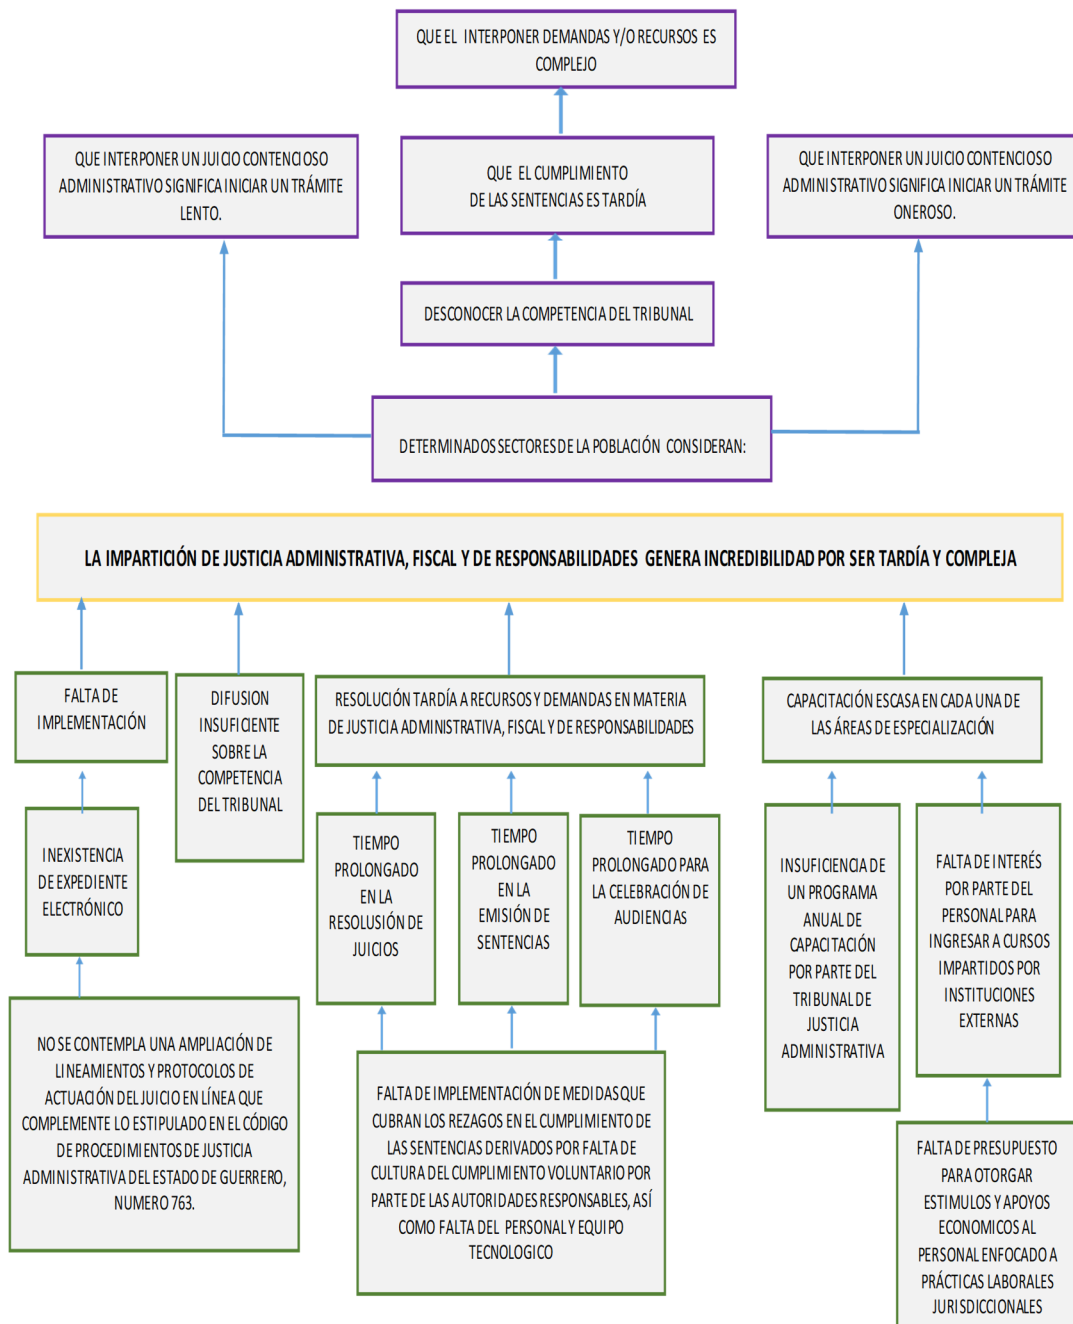 QUE EL INTERPONER DEMANDAS Y/O RECURSOS ES
COMPLEJO
QUE INTERPONER UN JUICIO CONTENCIOSO
ADMINISTRATIVO SIGNIFICA INICIAR UN TRÁMITE
LENTO.
QUE EL CUMPLIMIENTO
DE LAS SENTENCIAS ES TARDÍA
QUE INTERPONER UN JUICIO CONTENCIOSO
ADMINISTRATIVO SIGNIFICA INICIAR UN TRÁMITE
ONEROSO.
DESCONOCER LA COMPETENCIA DEL TRIBUNAL
DETERMINADOS SECTORES DE LA POBLACIÓN CONSIDERAN:
LA IMPARTICIÓN DE JUSTICIA ADMINISTRATIVA, FISCAL Y DE RESPONSABILIDADES GENERA INCREDIBILIDAD POR SER TARDÍA Y COMPLEJA
FALTA DE
IMPLEMENTACIÓN
DIFUSION
INSUFICIENTE
SOBRE LA
COMPETENCIA
DEL TRIBUNAL
RESOLUCIÓN TARDÍA A RECURSOS Y DEMANDAS EN MATERIA
DE JUSTICIA ADMINISTRATIVA, FISCAL Y DE RESPONSABILIDADES
CAPACITACIÓN ESCASA EN CADA UNA DE
LAS ÁREAS DE ESPECIALIZACIÓN
INEXISTENCIA
DE EXPEDIENTE
ELECTRÓNICO
TIEMPO
PROLONGADO
EN LA
RESOLUSIÓN DE
JUICIOS
TIEMPO
PROLONGADO
EN LA
EMISIÓN DE
SENTENCIAS
TIEMPO
PROLONGADO PARA
LA CELEBRACIÓN DE
AUDIENCIAS
INSUFICIENCIA DE
UN PROGRAMA
ANUAL DE
CAPACITACIÓN
POR PARTE DEL
TRIBUNAL DE
JUSTICIA
ADMINISTRATIVA
FALTA DE INTERÉS
POR PARTE DEL
PERSONAL PARA
INGRESAR A CURSOS
IMPARTIDOS POR
INSTITUCIONES
EXTERNAS
NO SE CONTEMPLA UNA AMPLIACIÓN DE
LINEAMIENTOS Y PROTOCOLOS DE
ACTUACIÓN DEL JUICIO EN LÍNEA QUE
COMPLEMENTE LO ESTIPULADO EN EL CÓDIGO
DE PROCEDIMIENTOS DE JUSTICIA
ADMINISTRATIVA DEL ESTADO DE GUERRERO,
NUMERO 763.
FALTA DE IMPLEMENTACIÓN DE MEDIDAS QUE
CUBRAN LOS REZAGOS EN EL CUMPLIMIENTO DE
LAS SENTENCIAS DERIVADOS POR FALTA DE
CULTURA DEL CUMPLIMIENTO VOLUNTARIO POR
PARTE DE LAS AUTORIDADES RESPONSABLES, ASÍ
COMO FALTA DEL PERSONAL Y EQUIPO
TECNOLOGICO
FALTA DE PRESUPUESTO
PARA OTORGAR
ESTIMULOS Y APOYOS
ECONOMICOS AL
PERSONAL ENFOCADO A
PRÁCTICAS LABORALES
JURISDICCIONALES